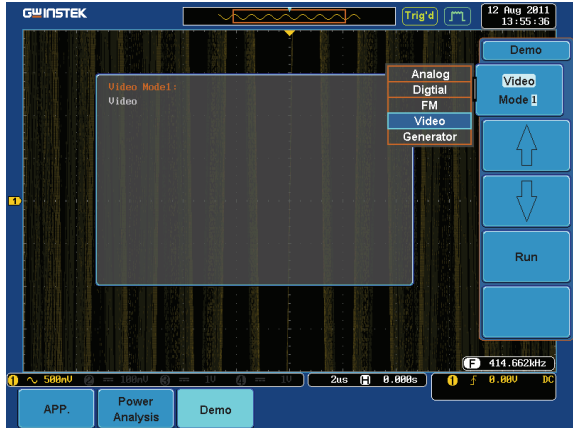 GWINSTEK
Trig'd
12 Aug 2011
13:55:36
Demo
Video Mode1:
Video
Analog
Digtial
FM
Video
Generator
Video
Mode 1
1
Run
F 414.662kHz
1 500mV 2 100mV 3 1V 4 1V 2us H 0.000s 1 0.00V DC
APP.
Power
Analysis
Demo